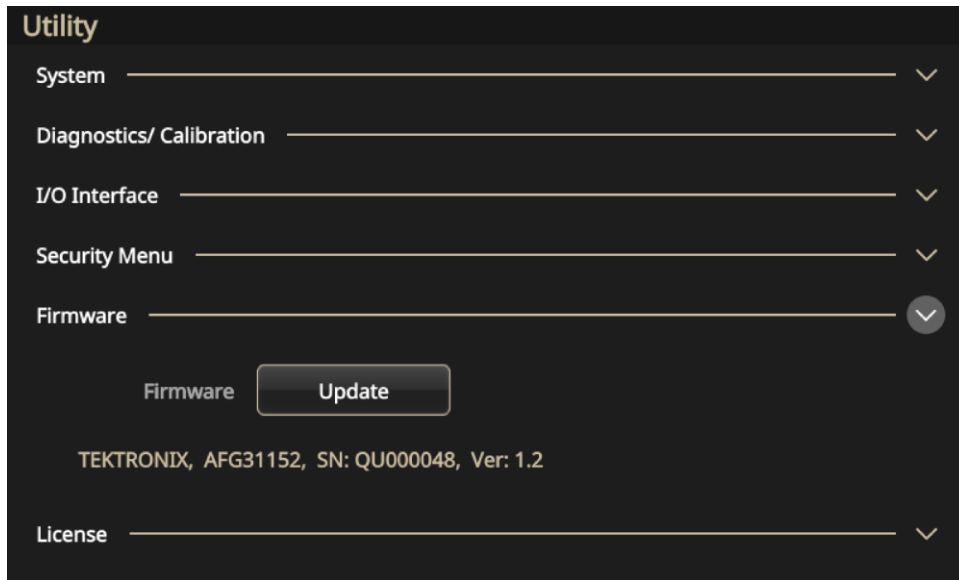 Utility
System
Diagnostics/ Calibration
I/O Interface
Security Menu
Firmware
Firmware Update
TEKTRONIX, AFG31152, SN: QU000048, Ver: 1.2
License